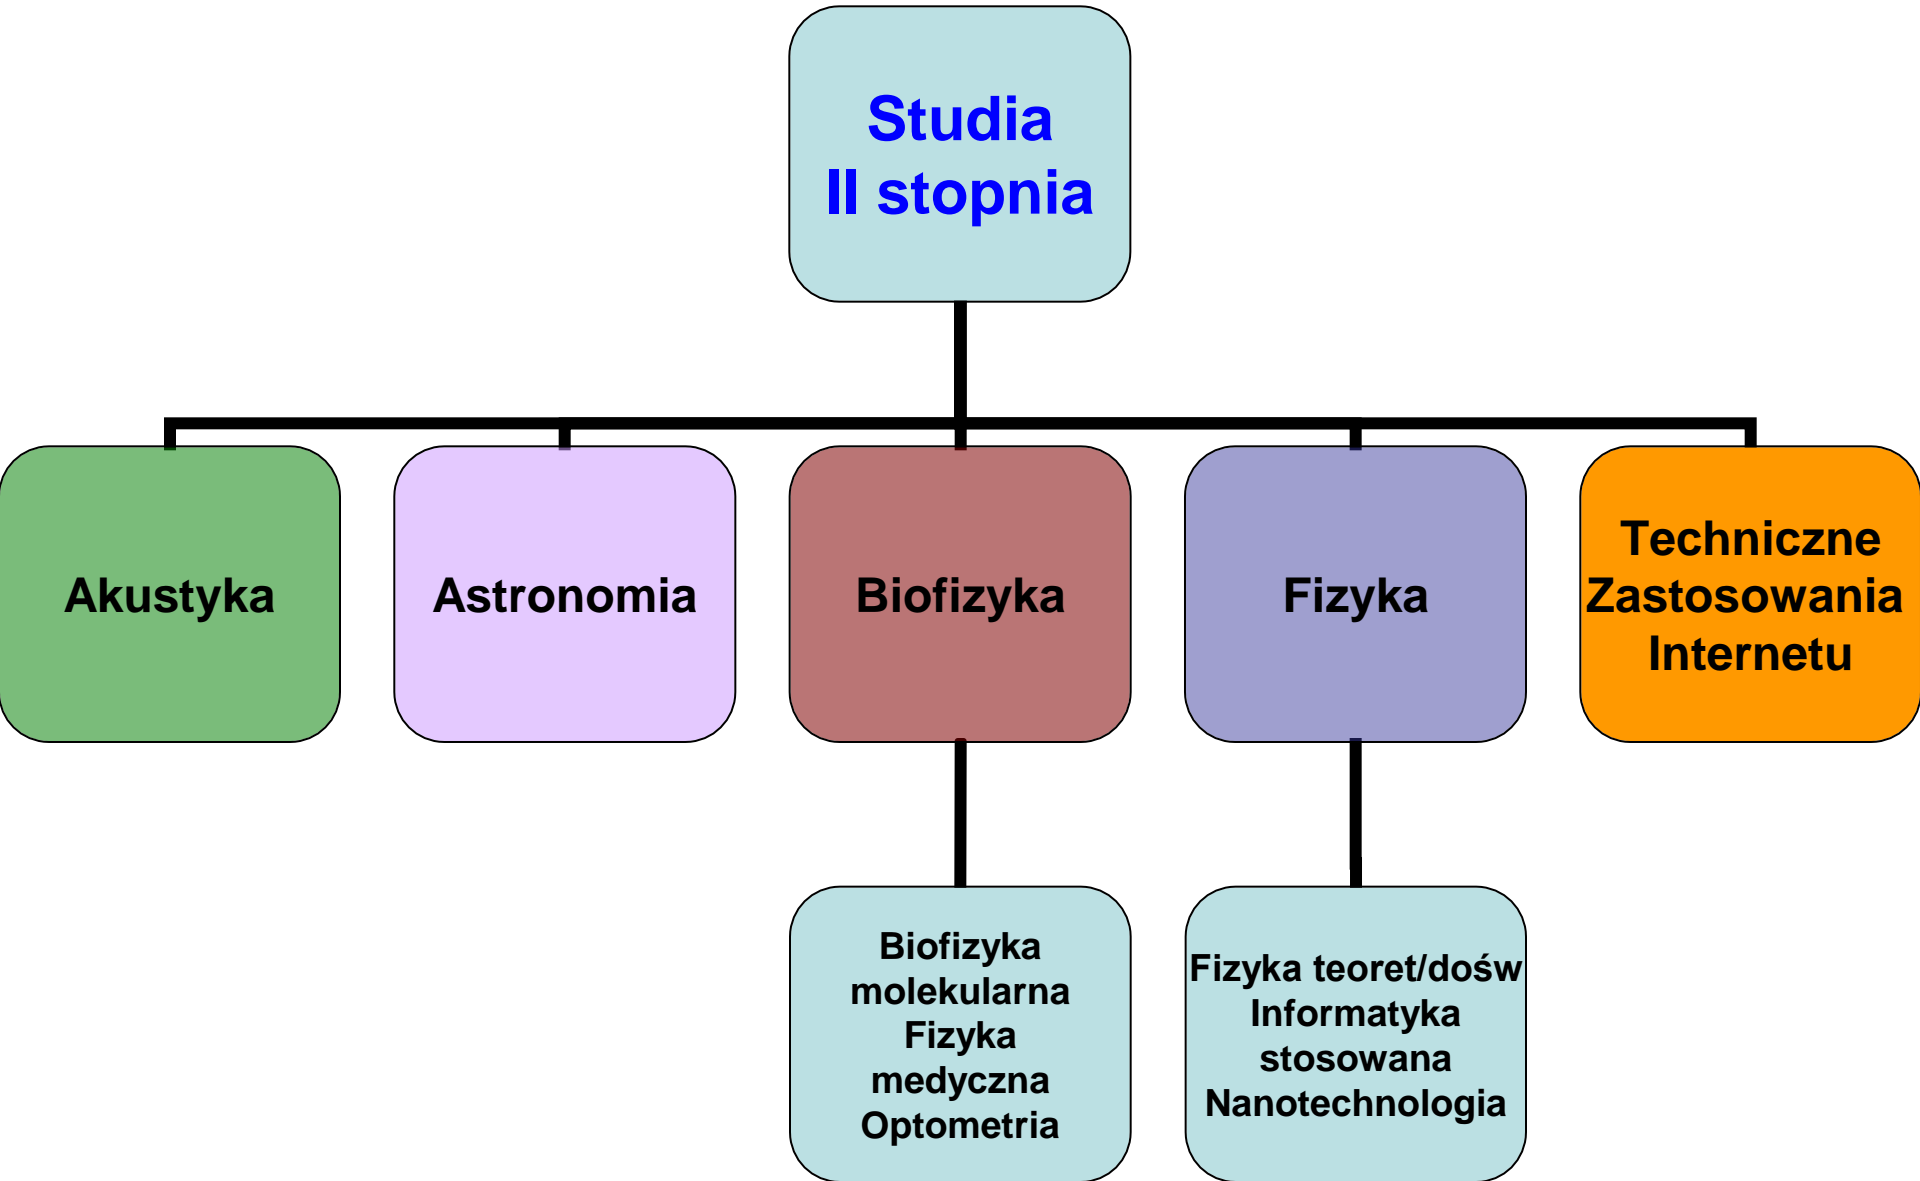 Studia
II stopnia
Akustyka
Astronomia
Biofizyka
Fizyka
Techniczne
Zastosowania
Internetu
Biofizyka
molekularna
Fizyka
medyczna
Optometria
Fizyka teoret/dośw
Informatyka
stosowana
Nanotechnologia